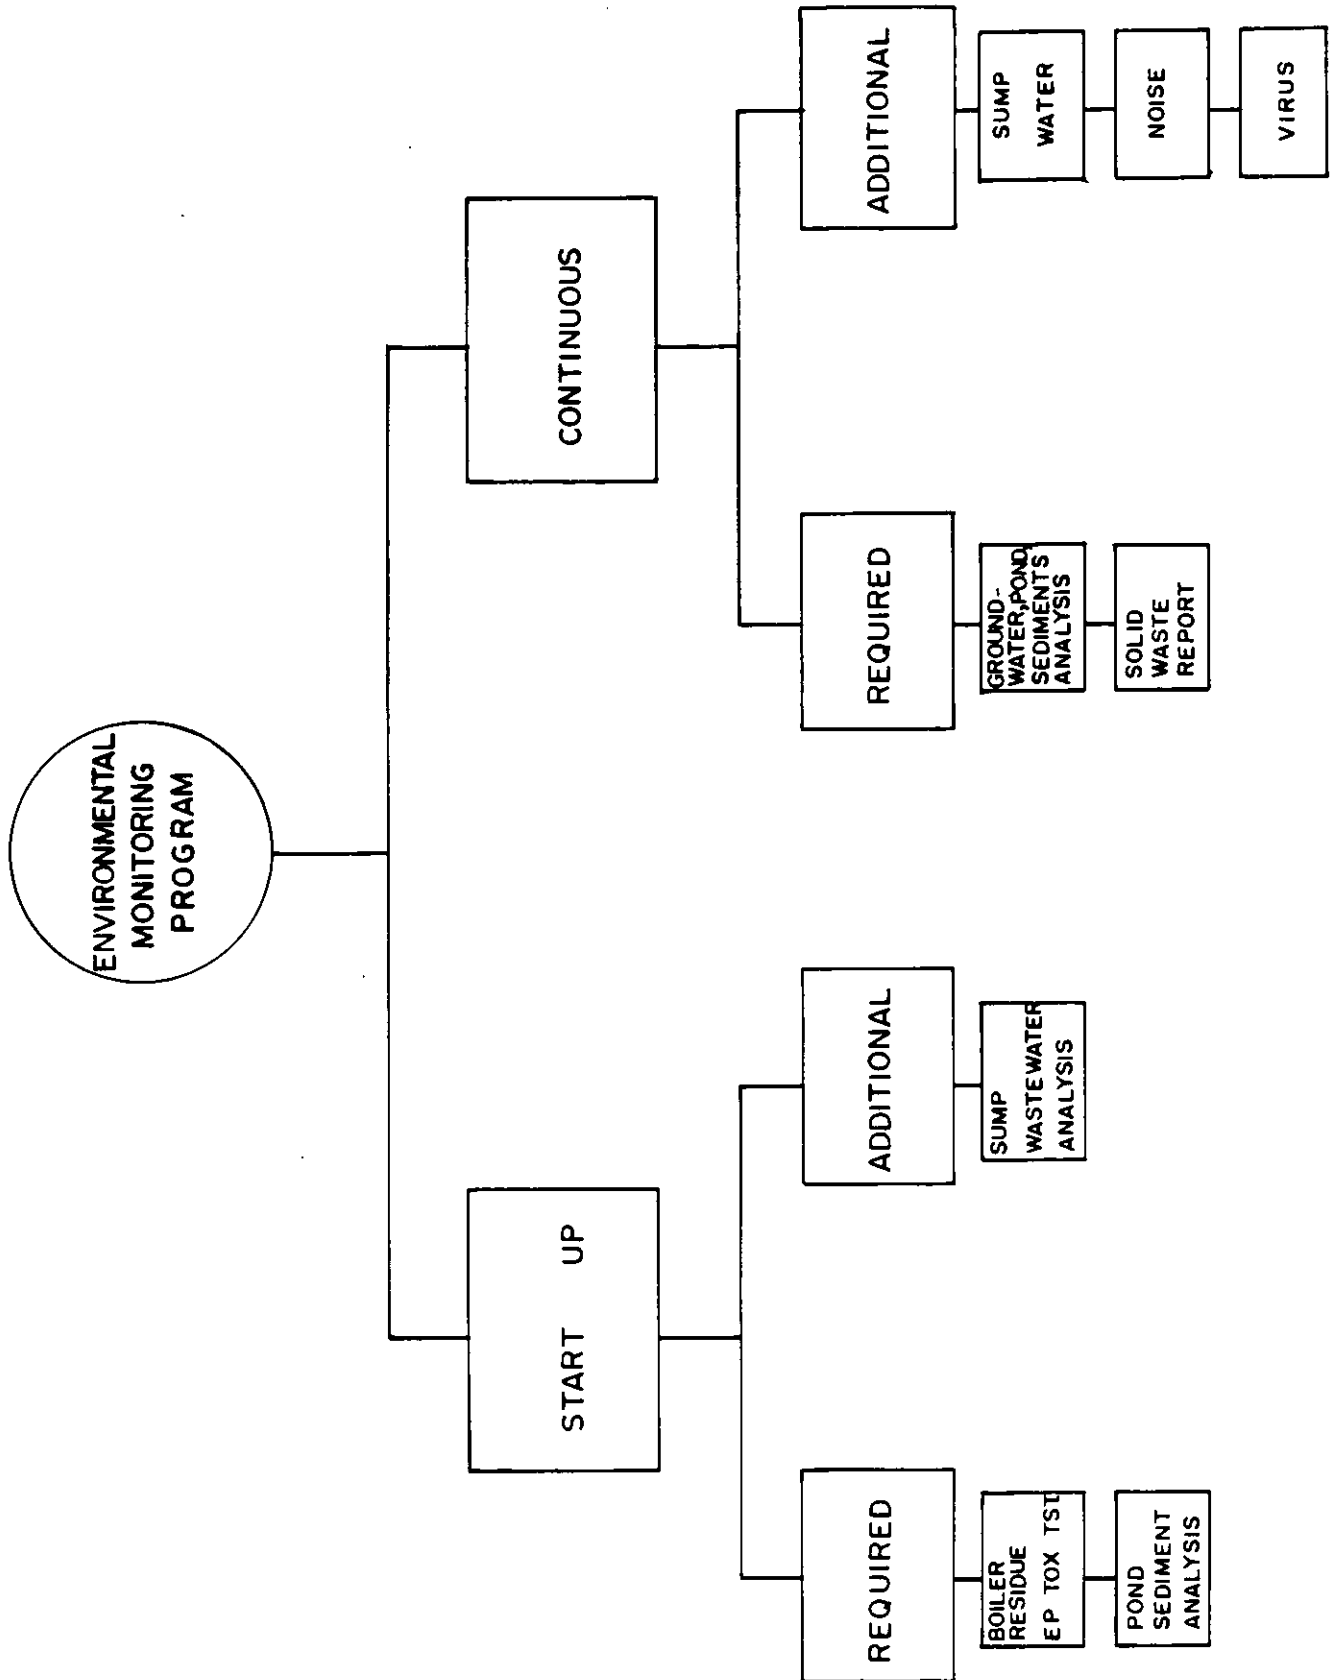 ENVIRONMENTAL
MONITORING
PROGRAM
START UP
CONTINUOUS
REQUIRED
ADDITIONAL
REQUIRED
ADDITIONAL
BOILER
RESIDUE
EP TOX TST
POND
SEDIMENT
ANALYSIS
SUMP
WASTEWATER
ANALYSIS
GROUND-
WATER,POND,
SEDIMENTS
ANALYSIS
SOLID
WASTE
REPORT
SUMP
WATER
NOISE
VIRUS